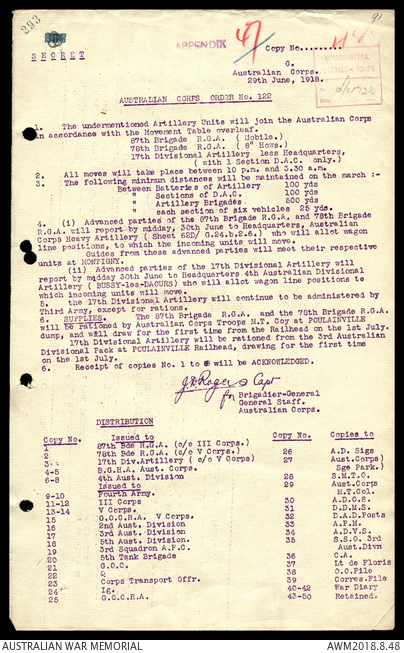 293
91
SECRET
APPENDIX
47
Copy No.........
G.
Australian Corps.
29th June, 1918.
AUSTRALIAN CORPS ORDER No. 122
1. The undermentioned Artillery Units will join the Australian Corps
in accordance with the Movement Table overleaf.
87th Brigade R.G.A. ( Mobile.)
78th Brigade R.G.A. ( 8" Hows.)
17th Divisional Artillery less Headquarters,
( with 1 Section D.A.C. only.)
2. All moves will take place between 10 p.m. and 3.30 a.m.
3. The following minimum distances will be maintained on the march :-
Between Batteries of Artillery 100 yds
" Sections of D.A.C. 100 yds
" Artillery Brigades 500 yds
" each section of six vehicles 25 yds.
4. (i) Advanced parties of the 87th Brigade R.G.A. and 78th Brigade
R.G.A. will report by midday, 30th June to Headquarters, Australian
Corps Heavy Artillery ( Sheet 62D/ G.24.b.2.6.) who will allot wagon
line positions, to which the incoming units will move.
Guides from these advanced parties will meet their respective
units at MONTIGNY.
(ii) Advanced parties of the 17th Divisional Artillery will
report by midday 30th June to Headquarters 4th Australian Divisional
Artillery ( BUSSY-les-DAOURS) who will allot wagon line positions to
which incoming units will move.
5. the 17th Divisional Artillery will continue to be administered by
Third Army, except for rations.
6. SUPPLIES. The 87th Brigade R.G.A. and the 78th Brigade R.G.A.
will be rationed by Australian Corps Troops M.T. Coy at POULAINVILLE
dump, and will draw for the first time from the Railhead on the 1st July.
17th Divisional Artillery will be rationed from the 3rd Australian
Divisional Pack at POULAINVILLE Railhead, drawing for the first time
on the 1st July.
6. Receipt of copies No. 1 to 8 will be ACKNOWLEDGED.
J.D. Rogers Capt
for Brigadier-General
General Staff.
Australian Corps.
DISTRIBUTION
Copy No. Issued to
1 87th Bde R.G.A. (c/o III Corps.)
2 78th Bde R.G.A. ( c/o V Corps.)
3 17th Div.Artillery ( c/o V Corps)
4-5 B.G.H.A. Aust. Corps.
6-8 4th Aust. Division
Issued to
9-10 Fourth Army.
11-12 III Corps
13-14 V Corps.
15 G.O.C.R.A. V Corps.
16 2nd Aust. Division
17 3rd Aust. Division.
18 5th Aust. Division.
19 3rd Squadron A.F.C.
20 5th Tank Brigade
21 G.O.C.
22 Q
23 Corps Transport Offr.
24 Ig.
25 G.O.C.R.A.
Copy No. Copies to
26 A.D. Sigs
27 Aust.Corps)
Sge Park.)
28 S.M.T.O.
29 Aust.Corps
M.T.Col.
30 A.D.O.S.
31 D.D.M.S.
32 D.A.D.Posts
33 A.P.M.
34 A.D.V.S.
35 S.S.O. 3rd
Aust.Divn
36 C.A.
37 Lt de Floris
38 O.O.File
39 Corres.File
40-42 War Diary
43-50 Retained.
AUSTRALIAN WAR MEMORIAL
AWM2018.8.48